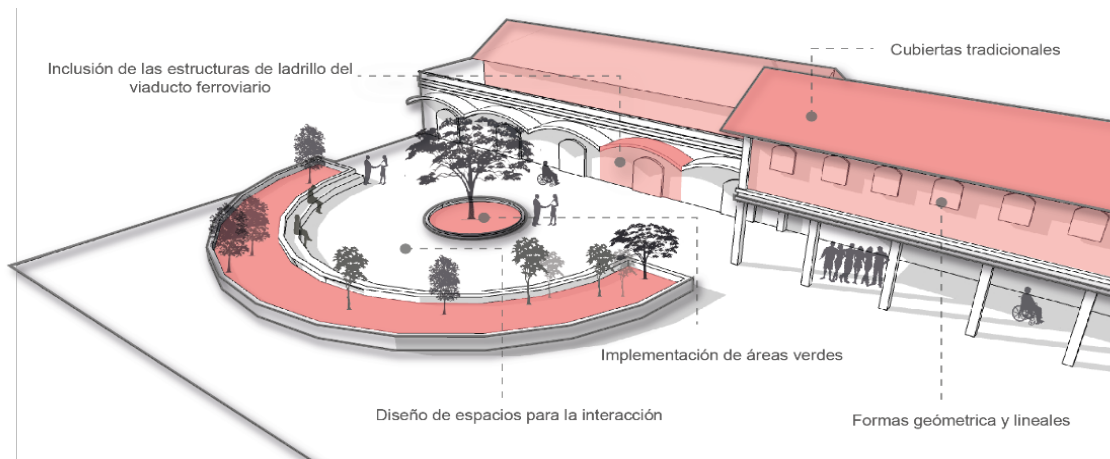 Cubiertas tradicionales
Inclusión de las estructuras de ladrillo del
viaducto ferroviario
Implementación de áreas verdes
Diseño de espacios para la interacción
Formas geómetrica y lineales